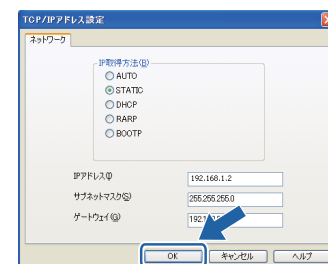 TCP/IPアドレス設定
ネットワーク
IP取得方法(B)
AUTO
STATIC
DHCP
RARP
BOOTP
IPアドレス(I) 192.168.1.2
サブネットマスク(S) 255.255.255.0
ゲートウェイ(G)
OK キャンセル ヘルプ